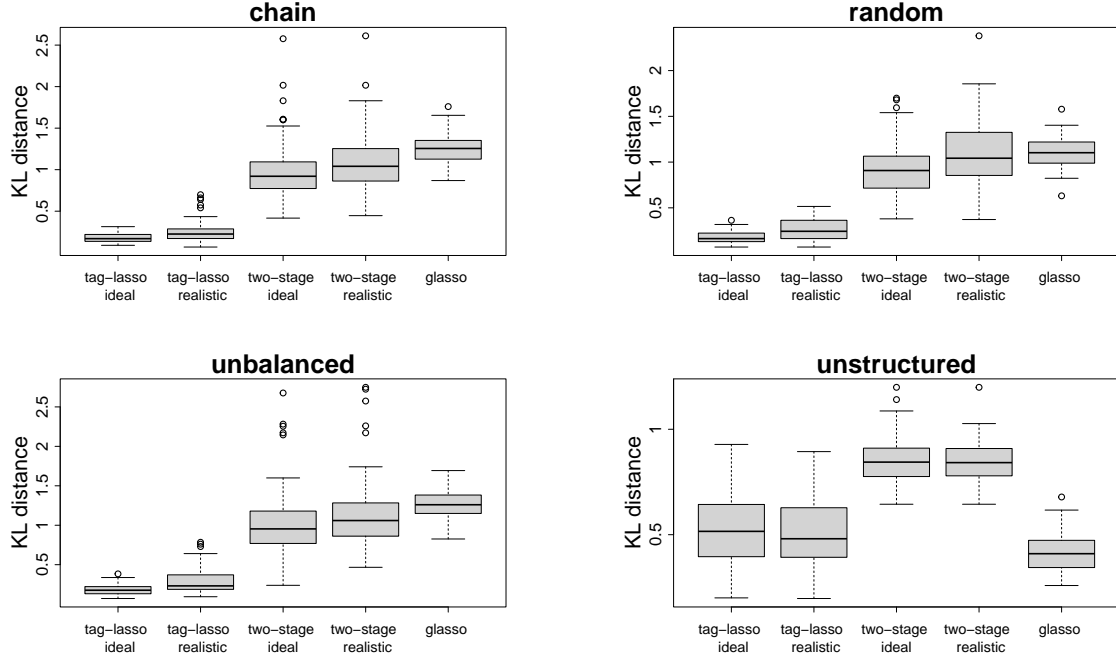 chain
KL distance
2.5
2
1.5
1
0.5
tag−lasso
ideal
tag−lasso
realistic
two−stage
ideal
two−stage
realistic
glasso
random
KL distance
2
1.5
1
0.5
tag−lasso
ideal
tag−lasso
realistic
two−stage
ideal
two−stage
realistic
glasso
unbalanced
KL distance
2.5
2
1.5
1
0.5
tag−lasso
ideal
tag−lasso
realistic
two−stage
ideal
two−stage
realistic
glasso
unstructured
KL distance
1
0.5
tag−lasso
ideal
tag−lasso
realistic
two−stage
ideal
two−stage
realistic
glasso